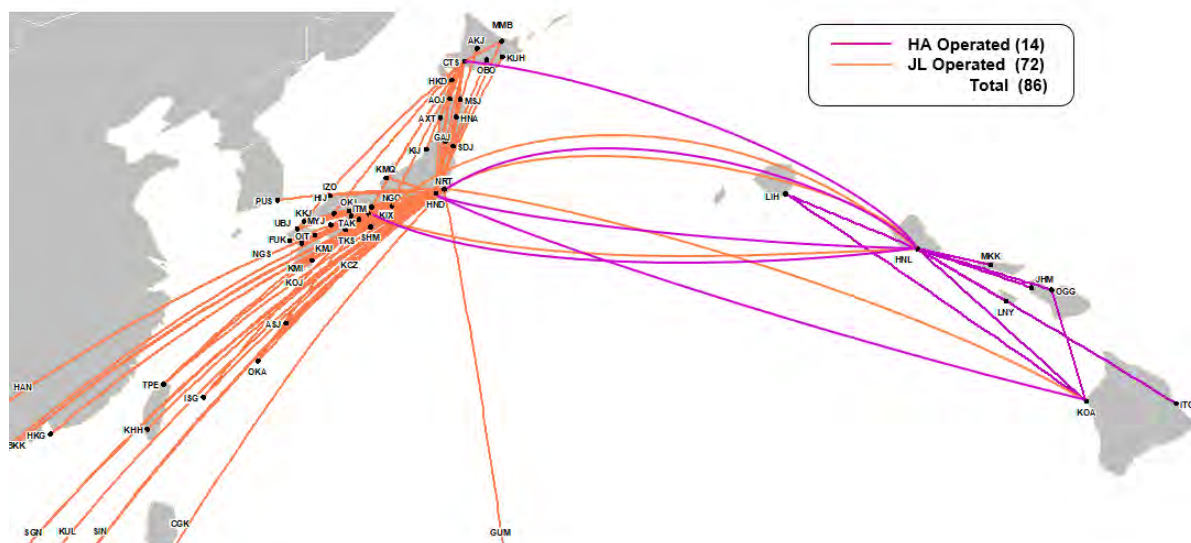 HA Operated (14)
JL Operated (72)
Total (86)
MMB
AKJ
KUH
CTS
OBO
HKD
AOJ
MSJ
AXT
HNA
GAJ
SDJ
KIJ
KMQ
NRT
IZO
HND
PUS
HIJ
OKJ
ITM
NGO
KIX
KKJ
UBJ
MYJ
TAK
SHM
FUK
OIT
TKS
NGS
KMJ
KCZ
KMI
KOJ
ASJ
OKA
HAN
TPE
ISG
BKK
HKG
KHH
SGN
KUL
SIN
CGK
GUM
LIH
HNL
MKK
JHM
OGG
LNY
KOA
ITO